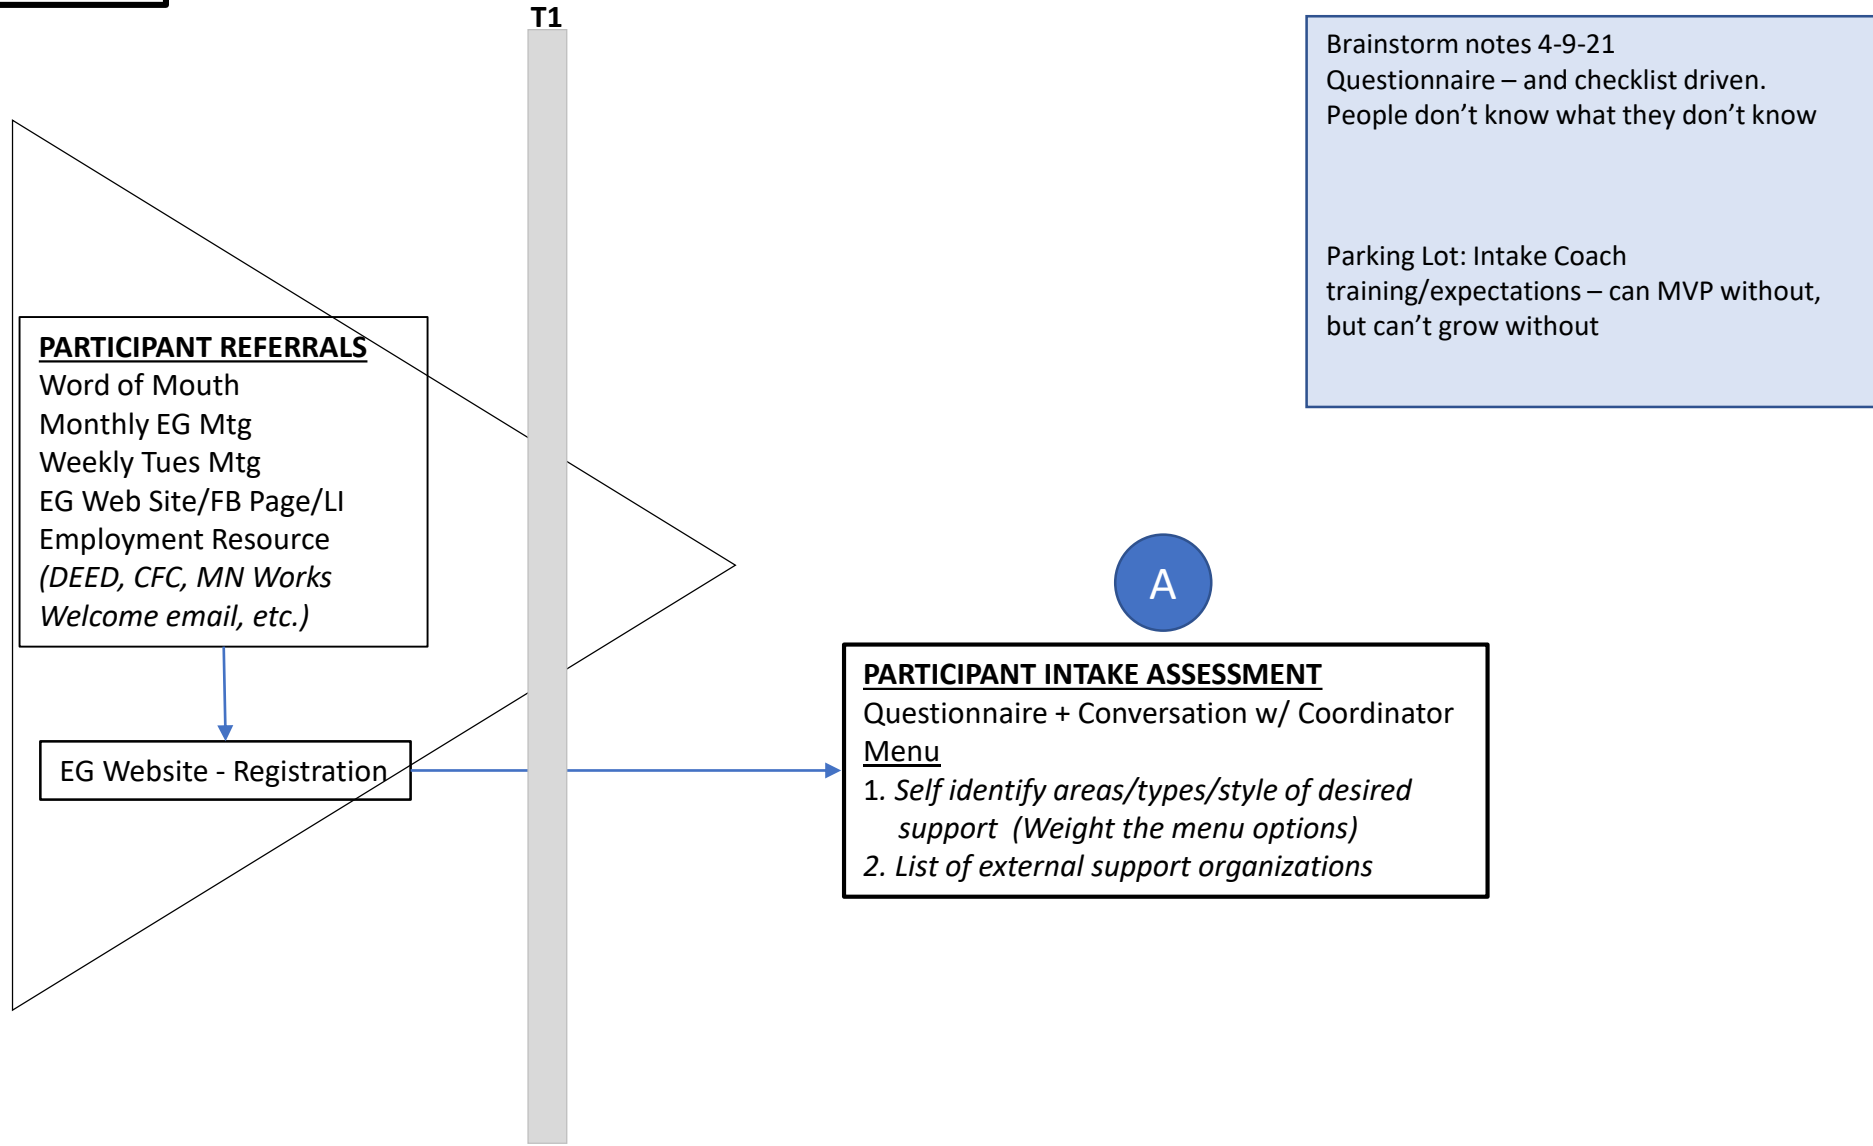 T1
Brainstorm notes 4-9-21
Questionnaire – and checklist driven.
People don’t know what they don’t know
Parking Lot: Intake Coach
training/expectations – can MVP without,
but can’t grow without
PARTICIPANT REFERRALS
Word of Mouth
Monthly EG Mtg
Weekly Tues Mtg
EG Web Site/FB Page/LI
Employment Resource
(DEED, CFC, MN Works
Welcome email, etc.)
EG Website - Registration
A
PARTICIPANT INTAKE ASSESSMENT
Questionnaire + Conversation w/ Coordinator
Menu
1. Self identify areas/types/style of desired
support (Weight the menu options)
2. List of external support organizations